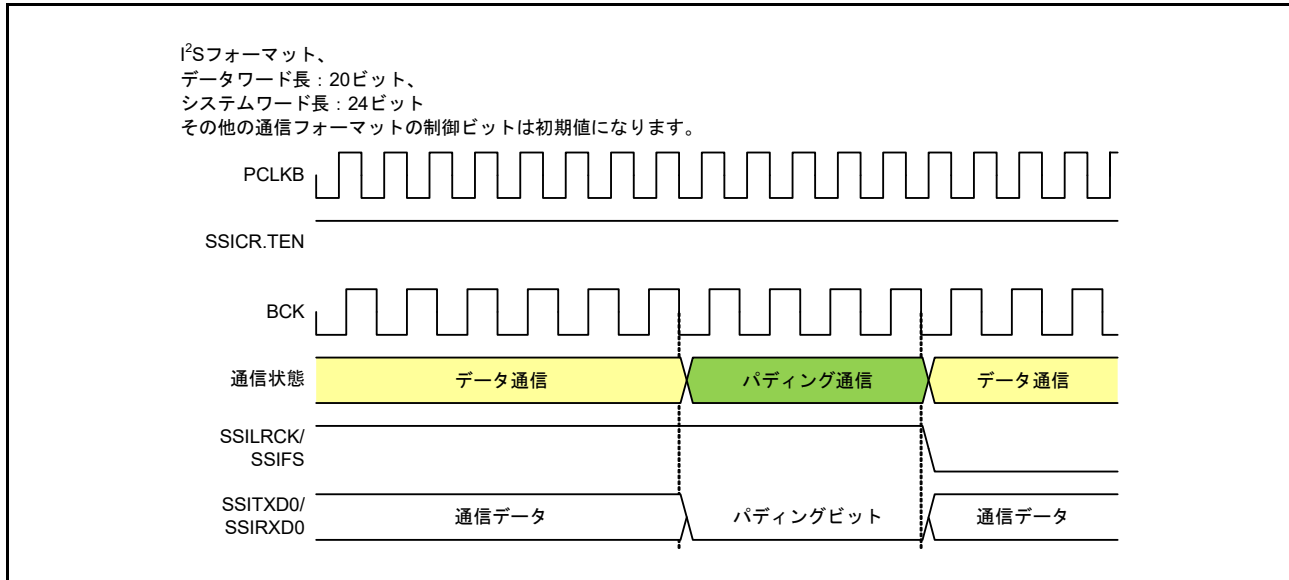 I²Sフォーマット、
データワード長：20ビット、
システムワード長：24ビット
その他の通信フォーマットの制御ビットは初期値になります。
PCLKB
SSICR.TEN
BCK
通信状態
データ通信
パディング通信
データ通信
SSILRCK/
SSIFS
SSITXD0/
SSIRXD0
通信データ
パディングビット
通信データ